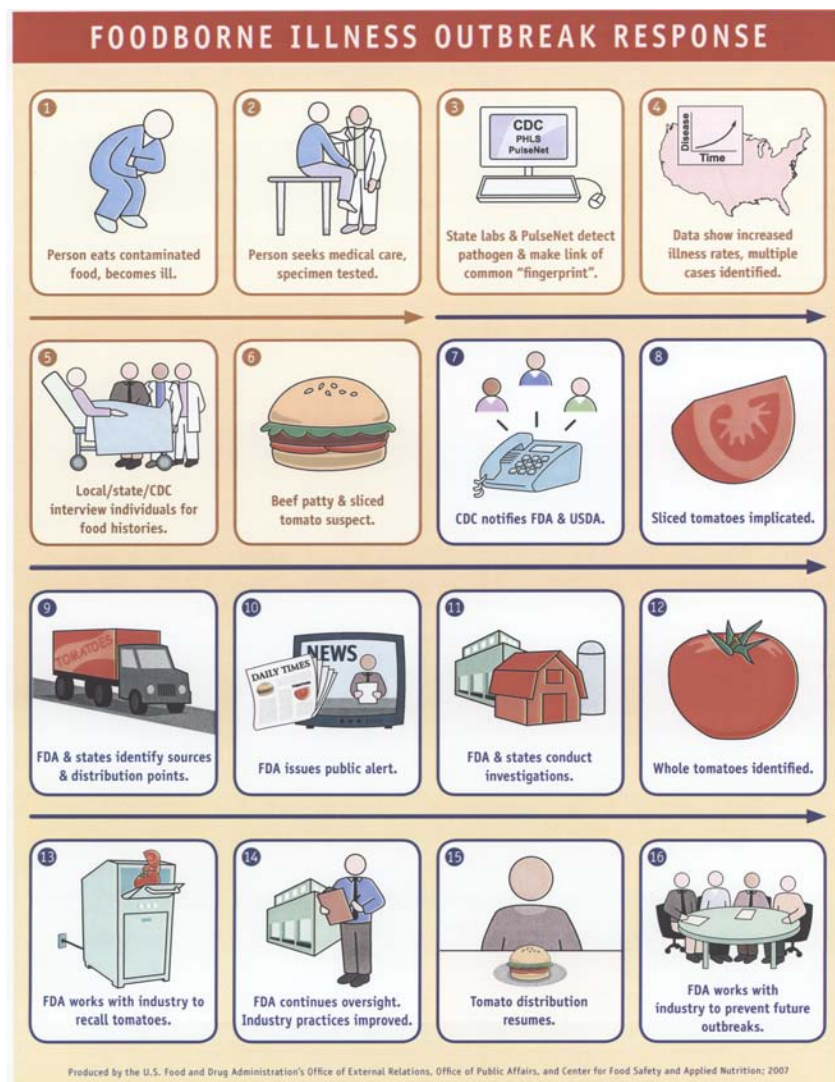 FOODBORNE ILLNESS OUTBREAK RESPONSE
1
Person eats contaminated
food, becomes ill.
2
Person seeks medical care,
specimen tested.
3
CDC
PHLS
PulseNet
State labs & PulseNet detect
pathogen & make link of
common “fingerprint”.
4
Disease
Time
Data show increased
illness rates, multiple
cases identified.
5
Local/state/CDC
interview individuals for
food histories.
6
Beef patty & sliced
tomato suspect.
7
CDC notifies FDA & USDA.
8
Sliced tomatoes implicated.
9
TOMATOES
FDA & states identify sources
& distribution points.
10
NEWS
DAILY TIMES
FDA issues public alert.
11
FDA & states conduct
investigations.
12
Whole tomatoes identified.
13
FDA works with industry to
recall tomatoes.
14
FDA continues oversight.
Industry practices improved.
15
Tomato distribution
resumes.
16
FDA works with
industry to prevent future
outbreaks.
Produced by the U.S. Food and Drug Administration's Office of External Relations, Office of Public Affairs, and Center for Food Safety and Applied Nutrition; 2007